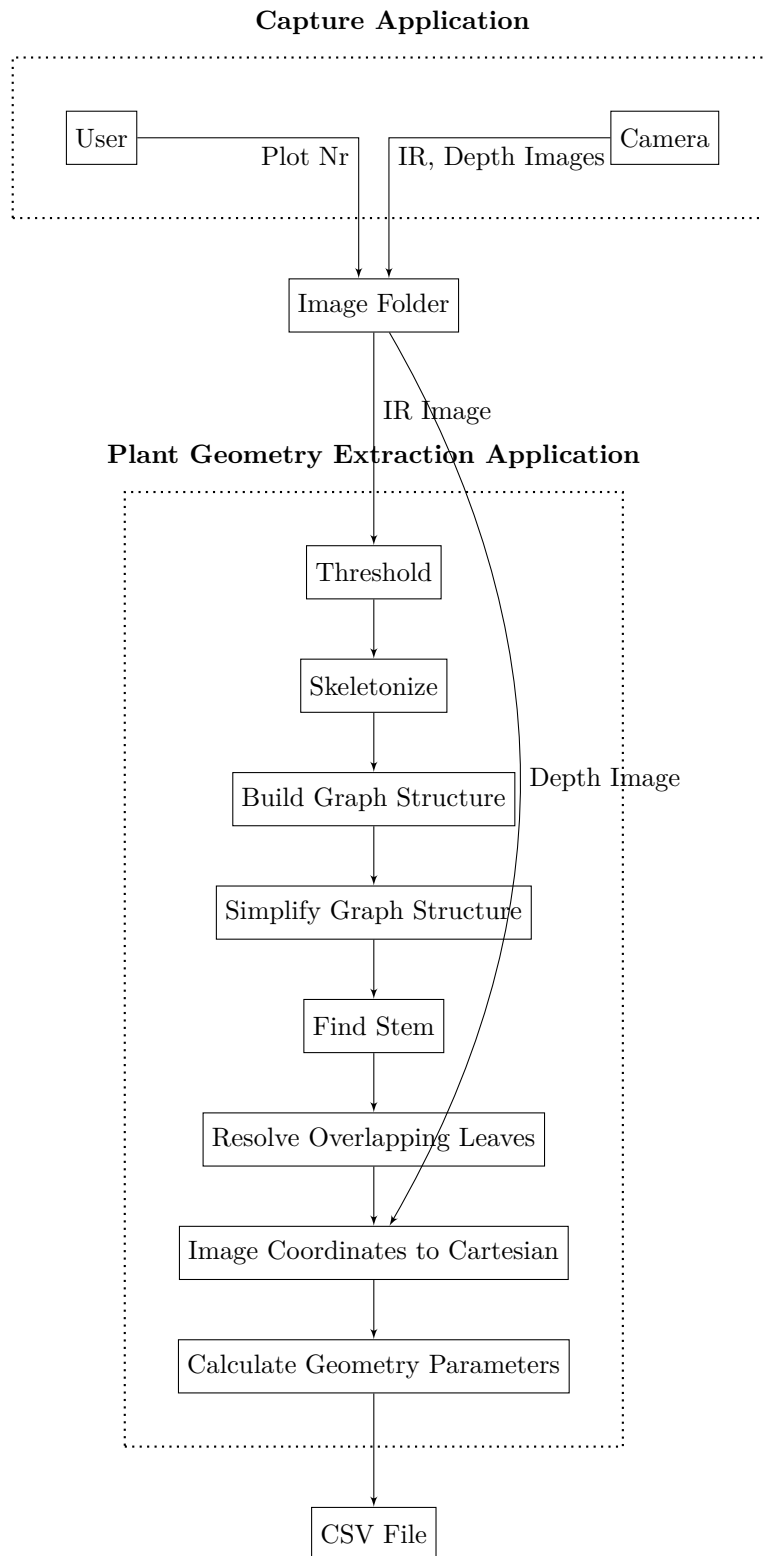 Capture Application
User
Camera
Plot Nr
IR, Depth Images
Image Folder
IR Image
Plant Geometry Extraction Application
Threshold
Skeletonize
Depth Image
Build Graph Structure
Simplify Graph Structure
Find Stem
Resolve Overlapping Leaves
Image Coordinates to Cartesian
Calculate Geometry Parameters
CSV File